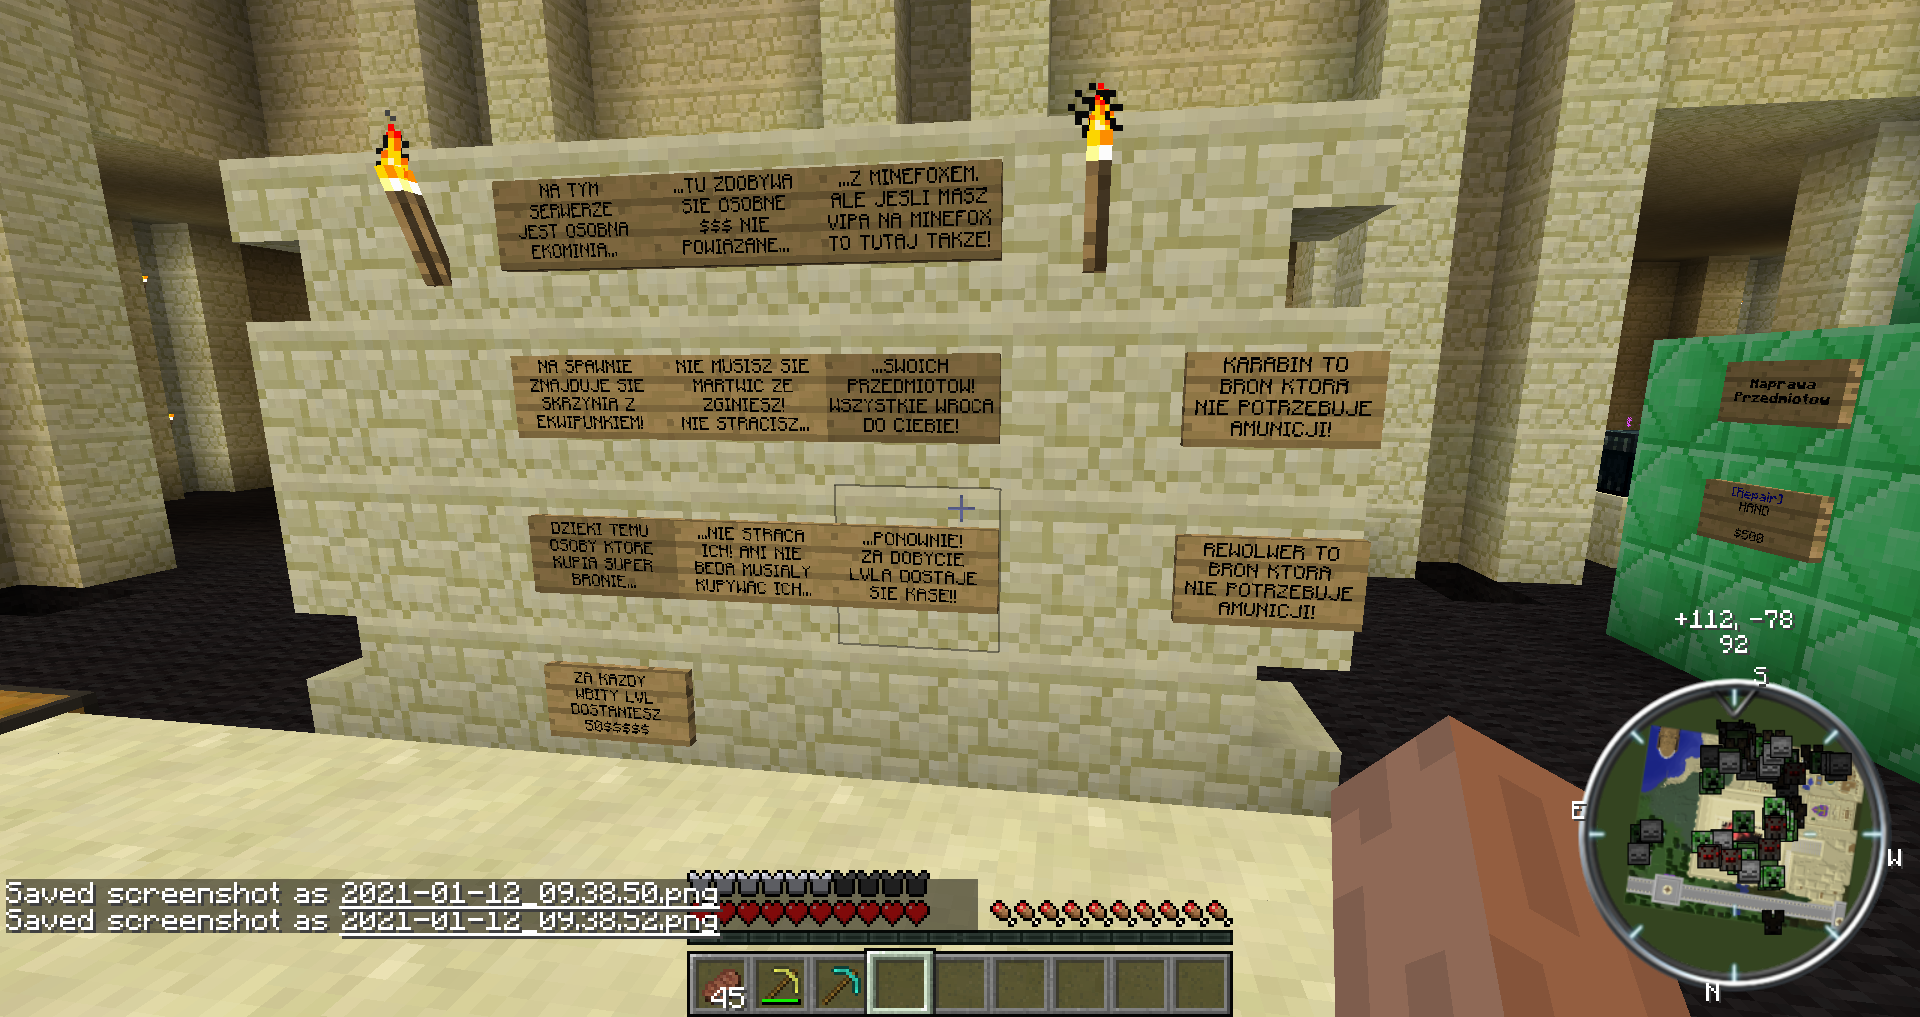 NA TYM
SERWERZE
JEST OSOBNA
EKOMINIA...
...TU ZDOBYWA
SIE OSOBNE
$$$ NIE
POWIAZANE...
...Z MINEFOXEM.
ALE JESLI MASZ
VIPA NA MINEFOX
TO TUTAJ TAKZE!
NA SPAWNIE
ZNAJDUJE SIE
SKRZYNIA Z
EKWIPUNKIEM!
NIE MUSISZ SIE
MARTWIC ZE
ZGINIESZ!
NIE STRACISZ...
...SWOICH
PRZEDMIOTOW!
WSZYSTKIE WROCA
DO CIEBIE!
KARABIN TO
BRON KTORA
NIE POTRZEBUJE
AMUNICJI!
Naprawa
Przedmiotow
DZIEKI TEMU
OSOBY KTORE
KUPIA SUPER
BRONIE...
...NIE STRACA
ICH! ANI NIE
BEDA MUSIALY
KUPYWAC ICH...
...PONOWNIE!
ZA DOBYCIE
LVLA DOSTAJE
SIE KASE!!
REWOLWER TO
BRON KTORA
NIE POTRZEBUJE
AMUNICJI!
[Repair]
HAND
$500
ZA KAZDY
WBITY LVL
DOSTANIESZ
50$$$$$
+112, -78
92
S
E
W
N
Saved screenshot as 2021-01-12_09.38.50.png
Saved screenshot as 2021-01-12_09.38.52.png
45